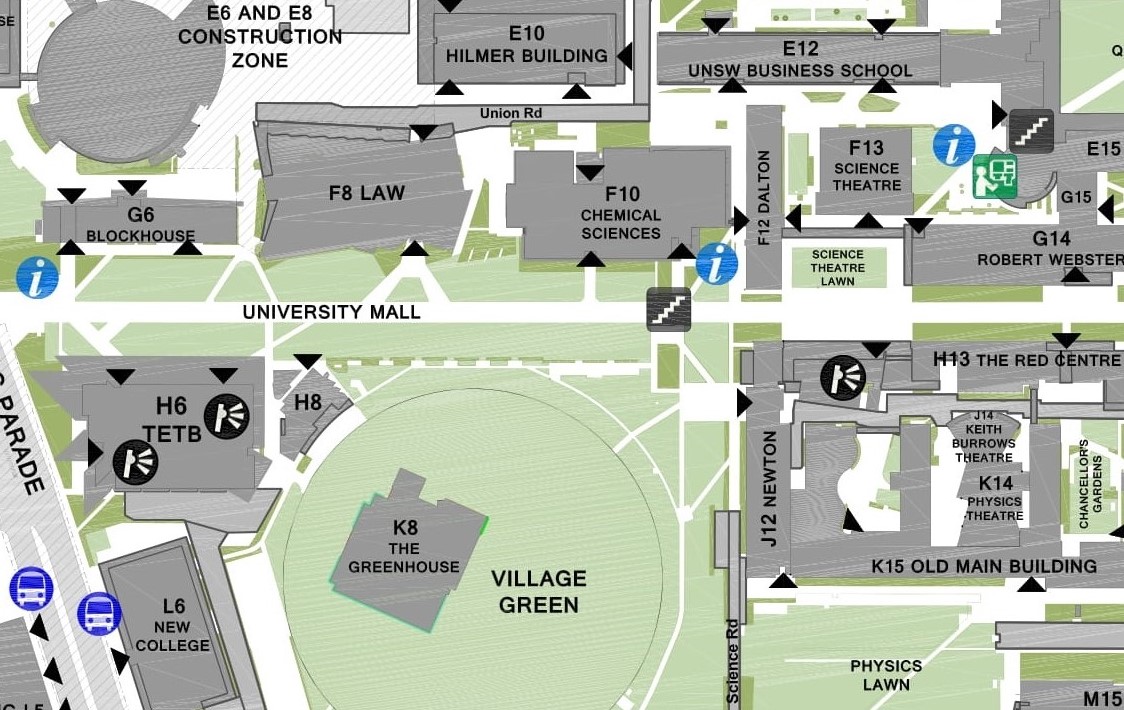 SE
E6 AND E8
CONSTRUCTION
ZONE
E10
HILMER BUILDING
E12
UNSW BUSINESS SCHOOL
Q
Union Rd
F8 LAW
F10
CHEMICAL
SCIENCES
F12 DALTON
F13
SCIENCE
THEATRE
i
E15
G15
G6
BLOCKHOUSE
i
i
SCIENCE
THEATRE
LAWN
G14
ROBERT WEBSTER
UNIVERSITY MALL
C PARADE
H6
TETB
H8
H13 THE RED CENTRE
J12 NEWTON
J14
KEITH
BURROWS
THEATRE
K14
PHYSICS
THEATRE
CHANCELLOR'S
GARDENS
K15 OLD MAIN BUILDING
K8
THE
GREENHOUSE
VILLAGE
GREEN
L6
NEW
COLLEGE
Science Rd
PHYSICS
LAWN
M15